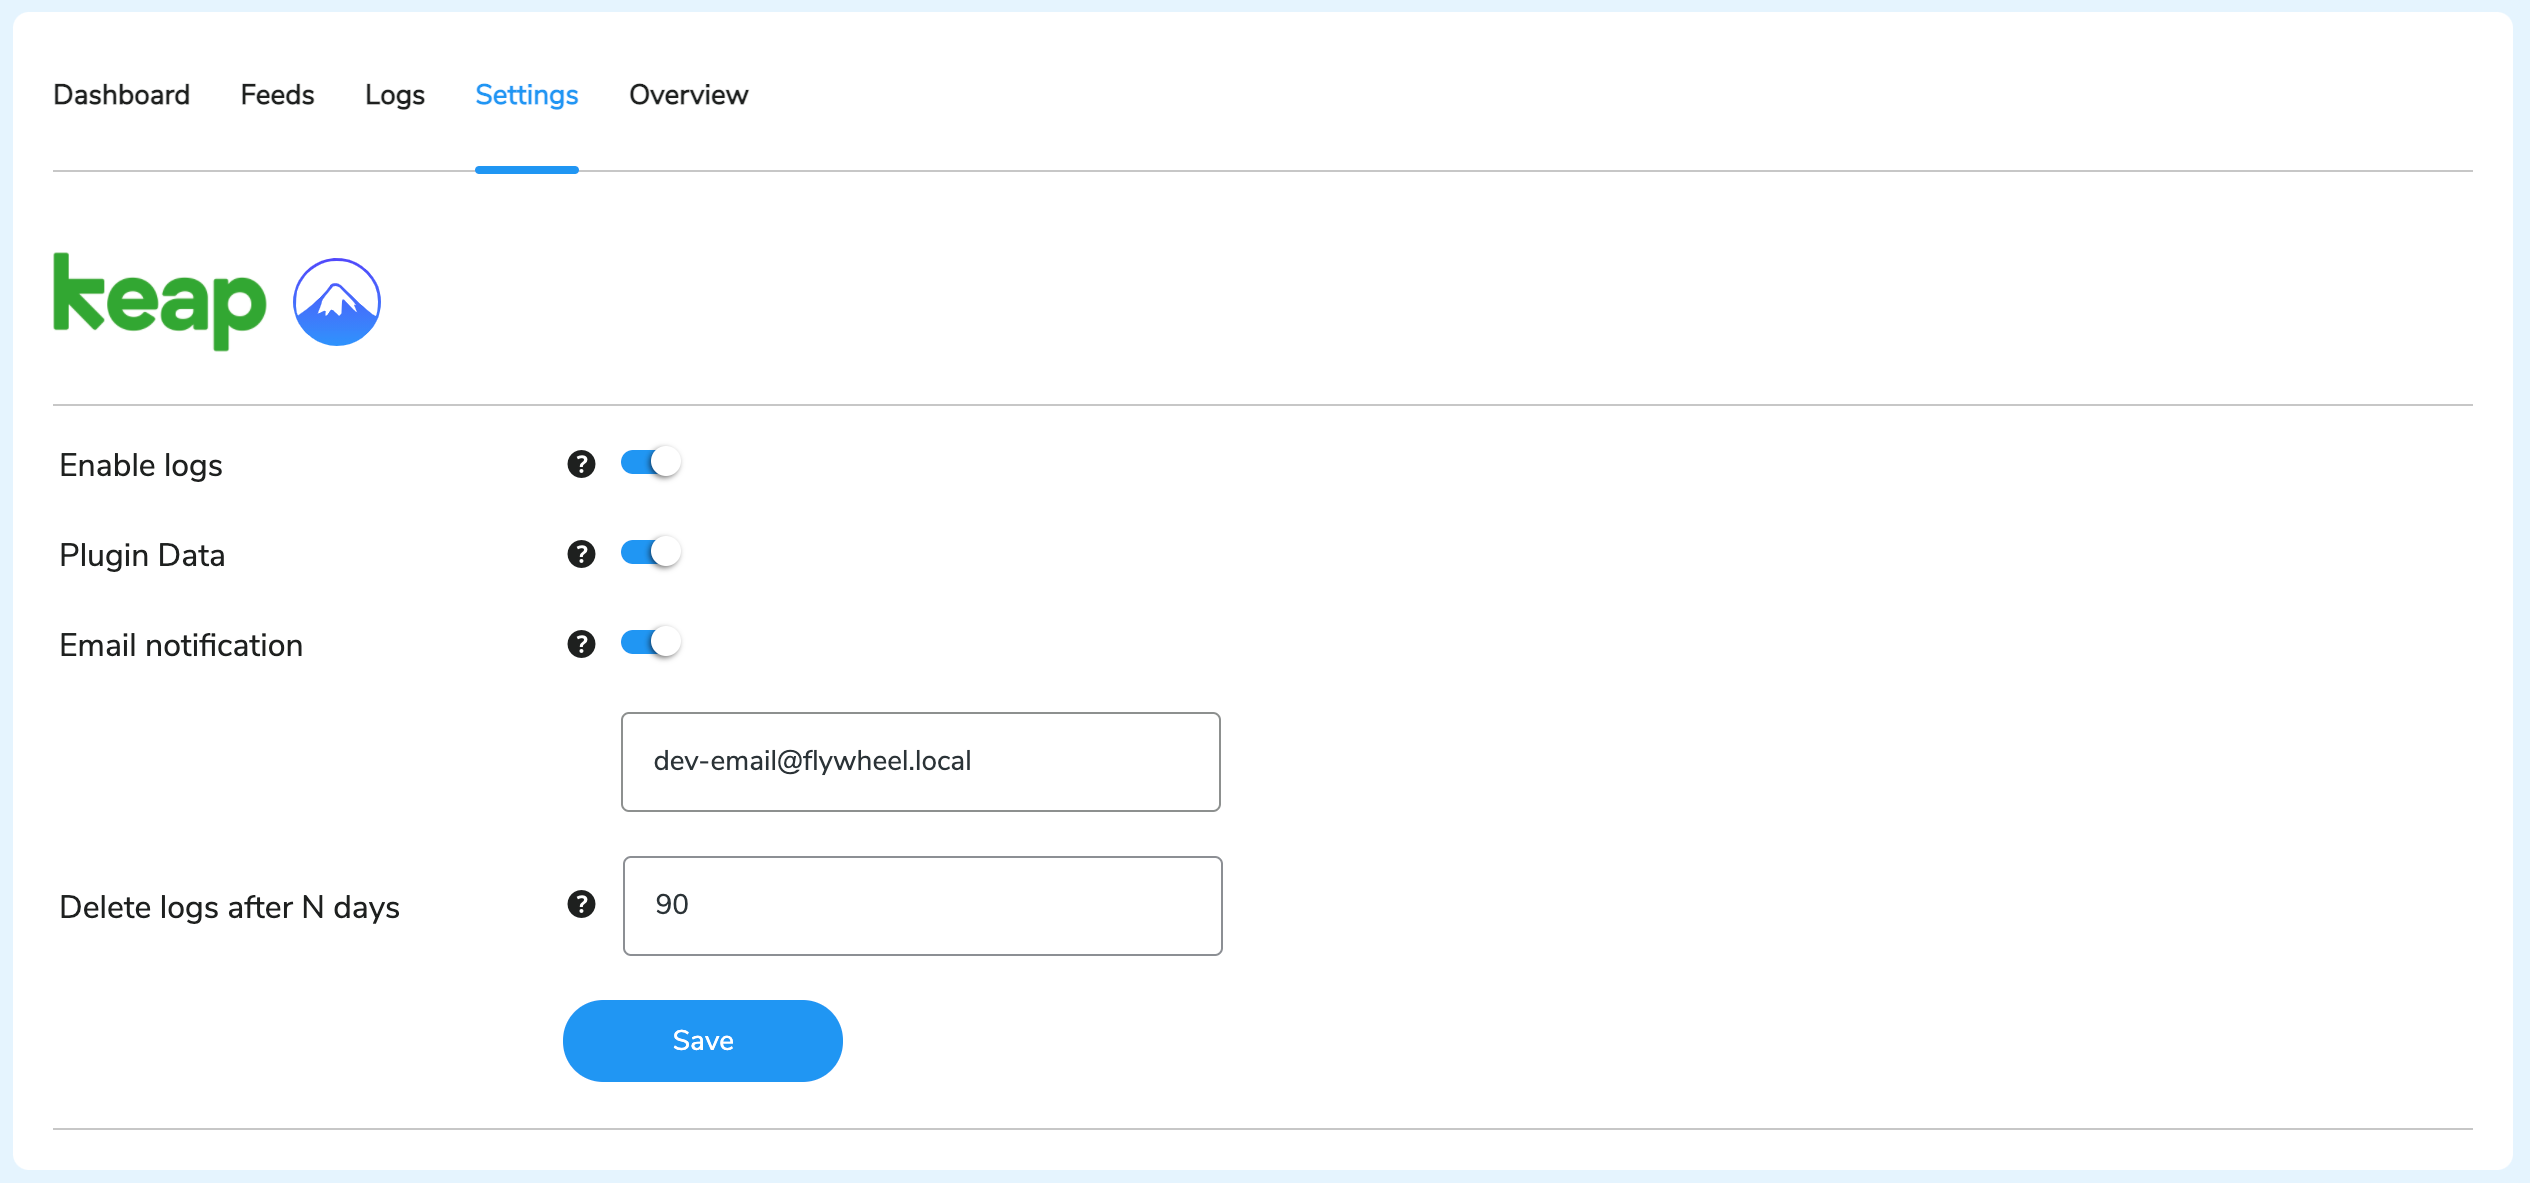 Dashboard Feeds Logs Settings Overview
keap
Enable logs ?
Plugin Data ?
Email notification ?
dev-email@flywheel.local
Delete logs after N days ? 90
Save